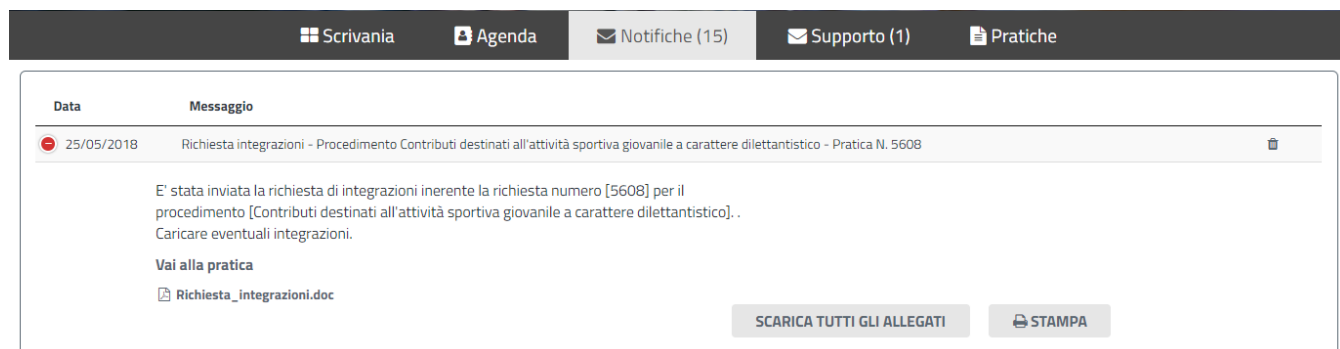 Scrivania Agenda Notifiche (15) Supporto (1) Pratiche
Data Messaggio
25/05/2018 Richiesta integrazioni - Procedimento Contributi destinati all'attività sportiva giovanile a carattere dilettantistico - Pratica N. 5608
E' stata inviata la richiesta di integrazioni inerente la richiesta numero [5608] per il
procedimento [Contributi destinati all'attività sportiva giovanile a carattere dilettantistico]. .
Caricare eventuali integrazioni.
Vai alla pratica
Richiesta_integrazioni.doc
SCARICA TUTTI GLI ALLEGATI STAMPA